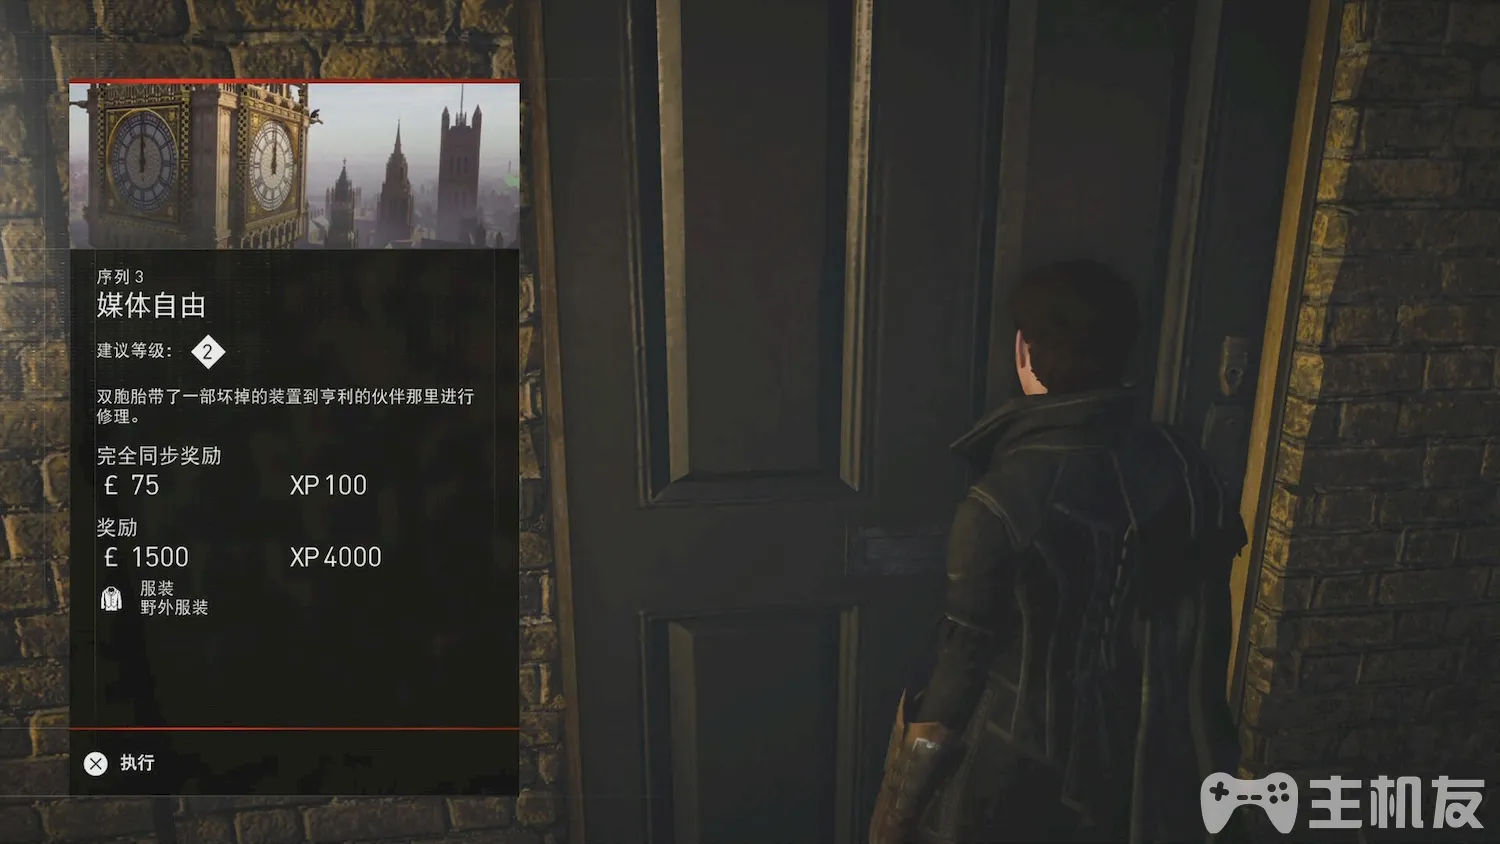 序列 3
媒体自由
建议等级： 2
双胞胎带了一部坏掉的装置到亨利的伙伴那里进行
修理。
完全同步奖励
£ 75 XP 100
奖励
£ 1500 XP 4000
服装
野外服装
执行
主机友